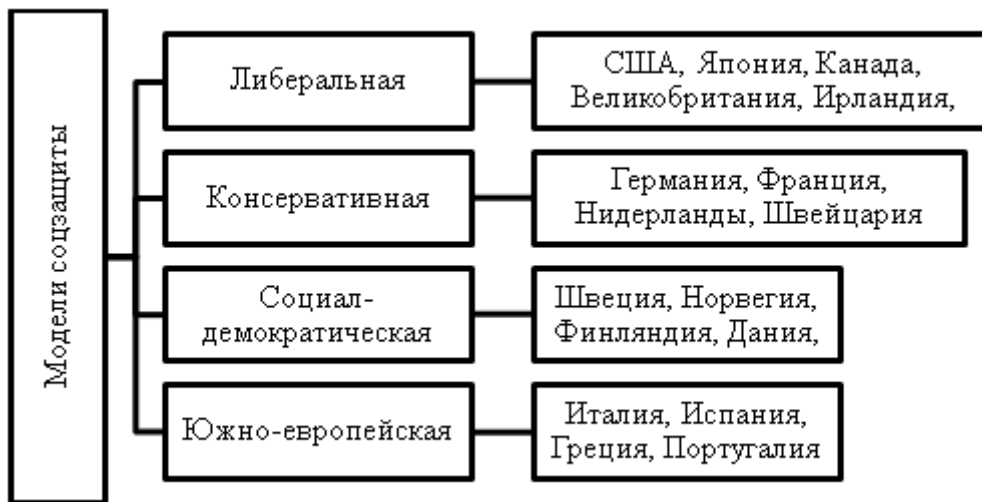 Модели соцзащиты
Либеральная
США, Япония, Канада,
Великобритания, Ирландия,
Консервативная
Германия, Франция,
Нидерланды, Швейцария
Социал-
демократическая
Швеция, Норвегия,
Финляндия, Дания,
Южно-европейская
Италия, Испания,
Греция, Португалия